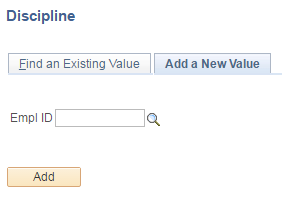 Discipline
Find an Existing Value Add a New Value
Empl ID
Add